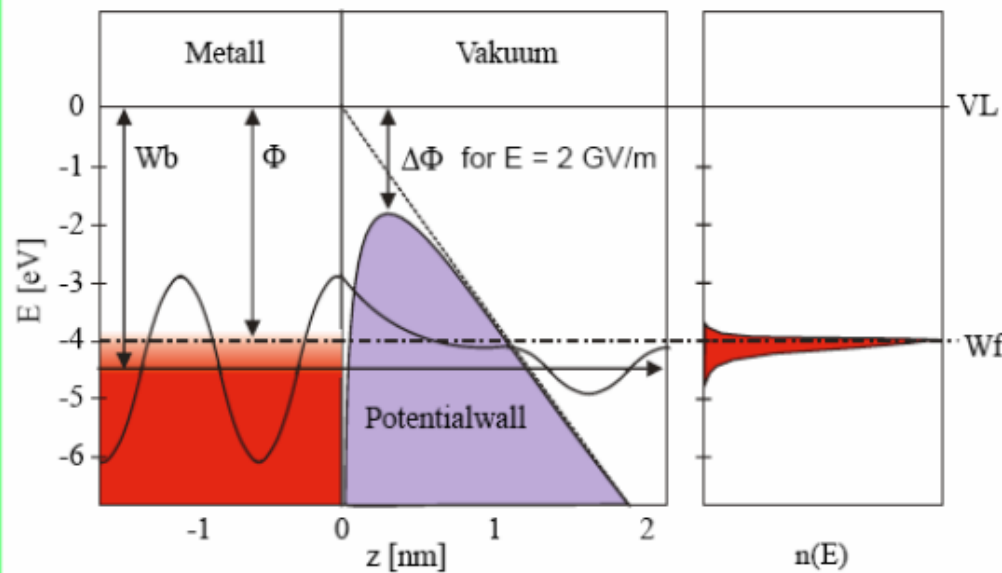 Metall
Vakuum
0
VL
Wb
Φ
ΔΦ for E = 2 GV/m
-1
-2
-3
E [eV]
-4
Wf
-5
Potentialwall
-6
-1
0
1
2
z [nm]
n(E)